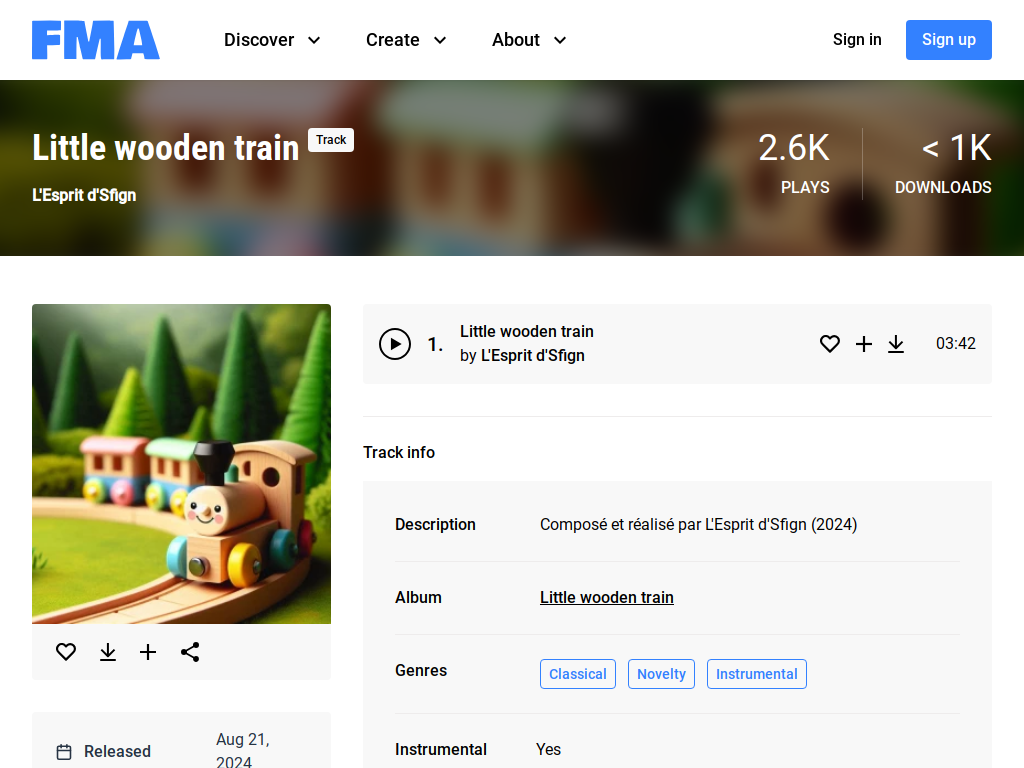 FMA
Discover
Create
About
Sign in
Sign up
Little wooden train
Track
L'Esprit d'Sfign
2.6K
PLAYS
< 1K
DOWNLOADS
1.
Little wooden train
by L'Esprit d'Sfign
03:42
Track info
Description
Composé et réalisé par L'Esprit d'Sfign (2024)
Album
Little wooden train
Genres
Classical
Novelty
Instrumental
Instrumental
Yes
Released
Aug 21,
2024